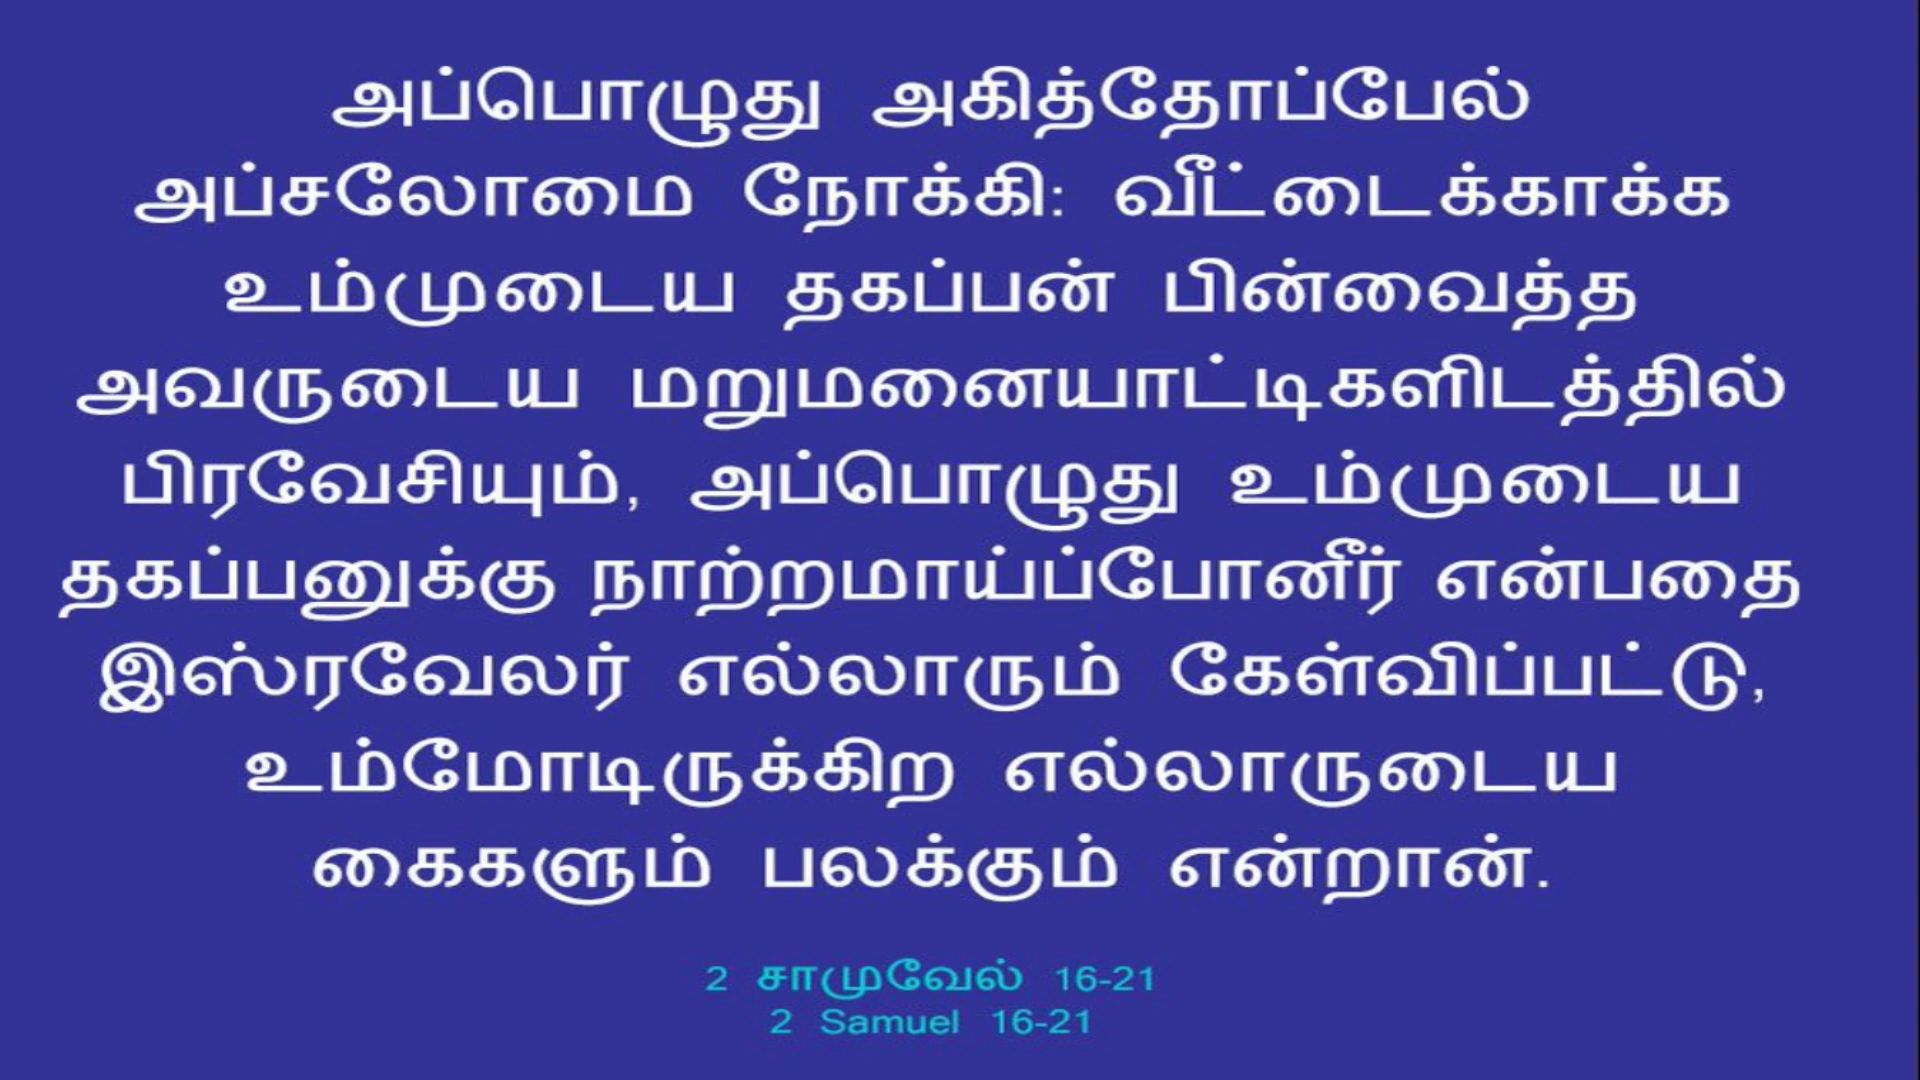 அப்பொழுது அகித்தோப்பேல்
அப்சலோமை நோக்கி: வீட்டைக்காக்க
உம்முடைய தகப்பன் பின்வைத்த
அவருடைய மறுமனையாட்டிகளிடத்தில்
பிரவேசியும், அப்பொழுது உம்முடைய
தகப்பனுக்கு நாற்றமாய்ப்போனீர் என்பதை
இஸ்ரவேலர் எல்லாரும் கேள்விப்பட்டு,
உம்மோடிருக்கிற எல்லாருடைய
கைகளும் பலக்கும் என்றான்.
2 சாமுவேல் 16-21
2 Samuel 16-21